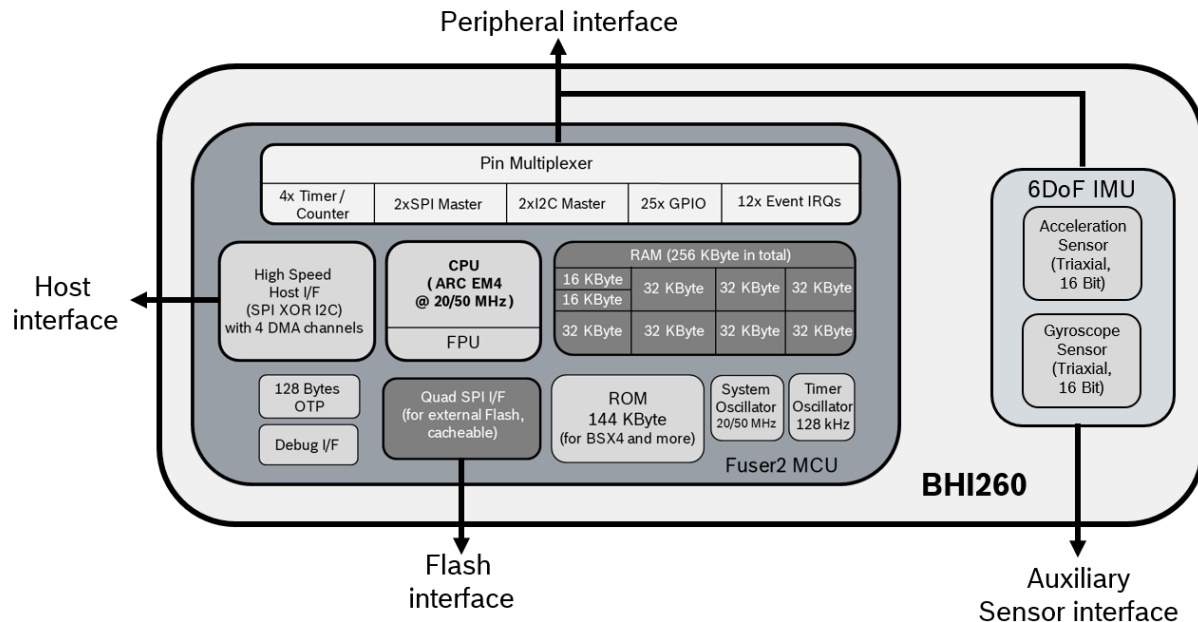 Peripheral interface
Pin Multiplexer
4x Timer /
Counter
2xSPI Master
2xI2C Master
25x GPIO
12x Event IRQs
6DoF IMU
Acceleration
Sensor
(Triaxial,
16 Bit)
Gyroscope
Sensor
(Triaxial,
16 Bit)
Host
interface
High Speed
Host I/F
(SPI XOR I2C)
with 4 DMA channels
CPU
( ARC EM4
@ 20/50 MHz)
FPU
RAM (256 KByte in total)
16 KByte
16 KByte
32 KByte
32 KByte
32 KByte
32 KByte
32 KByte
32 KByte
32 KByte
128 Bytes
OTP
Debug I/F
Quad SPI I/F
(for external Flash,
cacheable)
ROM
144 KByte
(for BSX4 and more)
System
Oscillator
20/50 MHz
Timer
Oscillator
128 kHz
Fuser2 MCU
BHI260
Flash
interface
Auxiliary
Sensor interface